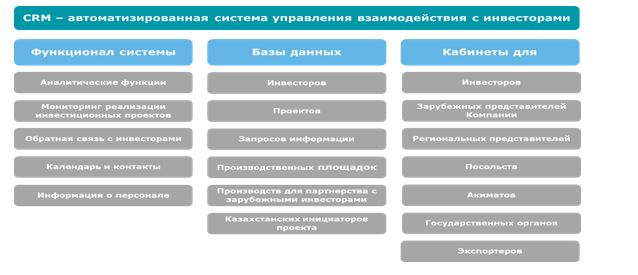 CRM – автоматизированная система управления взаимодействия с инвесторами
Функционал системы
Аналитические функции
Мониторинг реализации
инвестиционных проектов
Обратная связь с инвесторами
Календарь и контакты
Информация о персонале
Базы данных
Инвесторов
Проектов
Запросов информации
Производственных площадок
Производств для партнерства с
зарубежными инвесторами
Казахстанских инициаторов
проекта
Кабинеты для
Инвесторов
Зарубежных представителей
Компании
Региональных представителей
Посольств
Акиматов
Государственных органов
Экспортеров